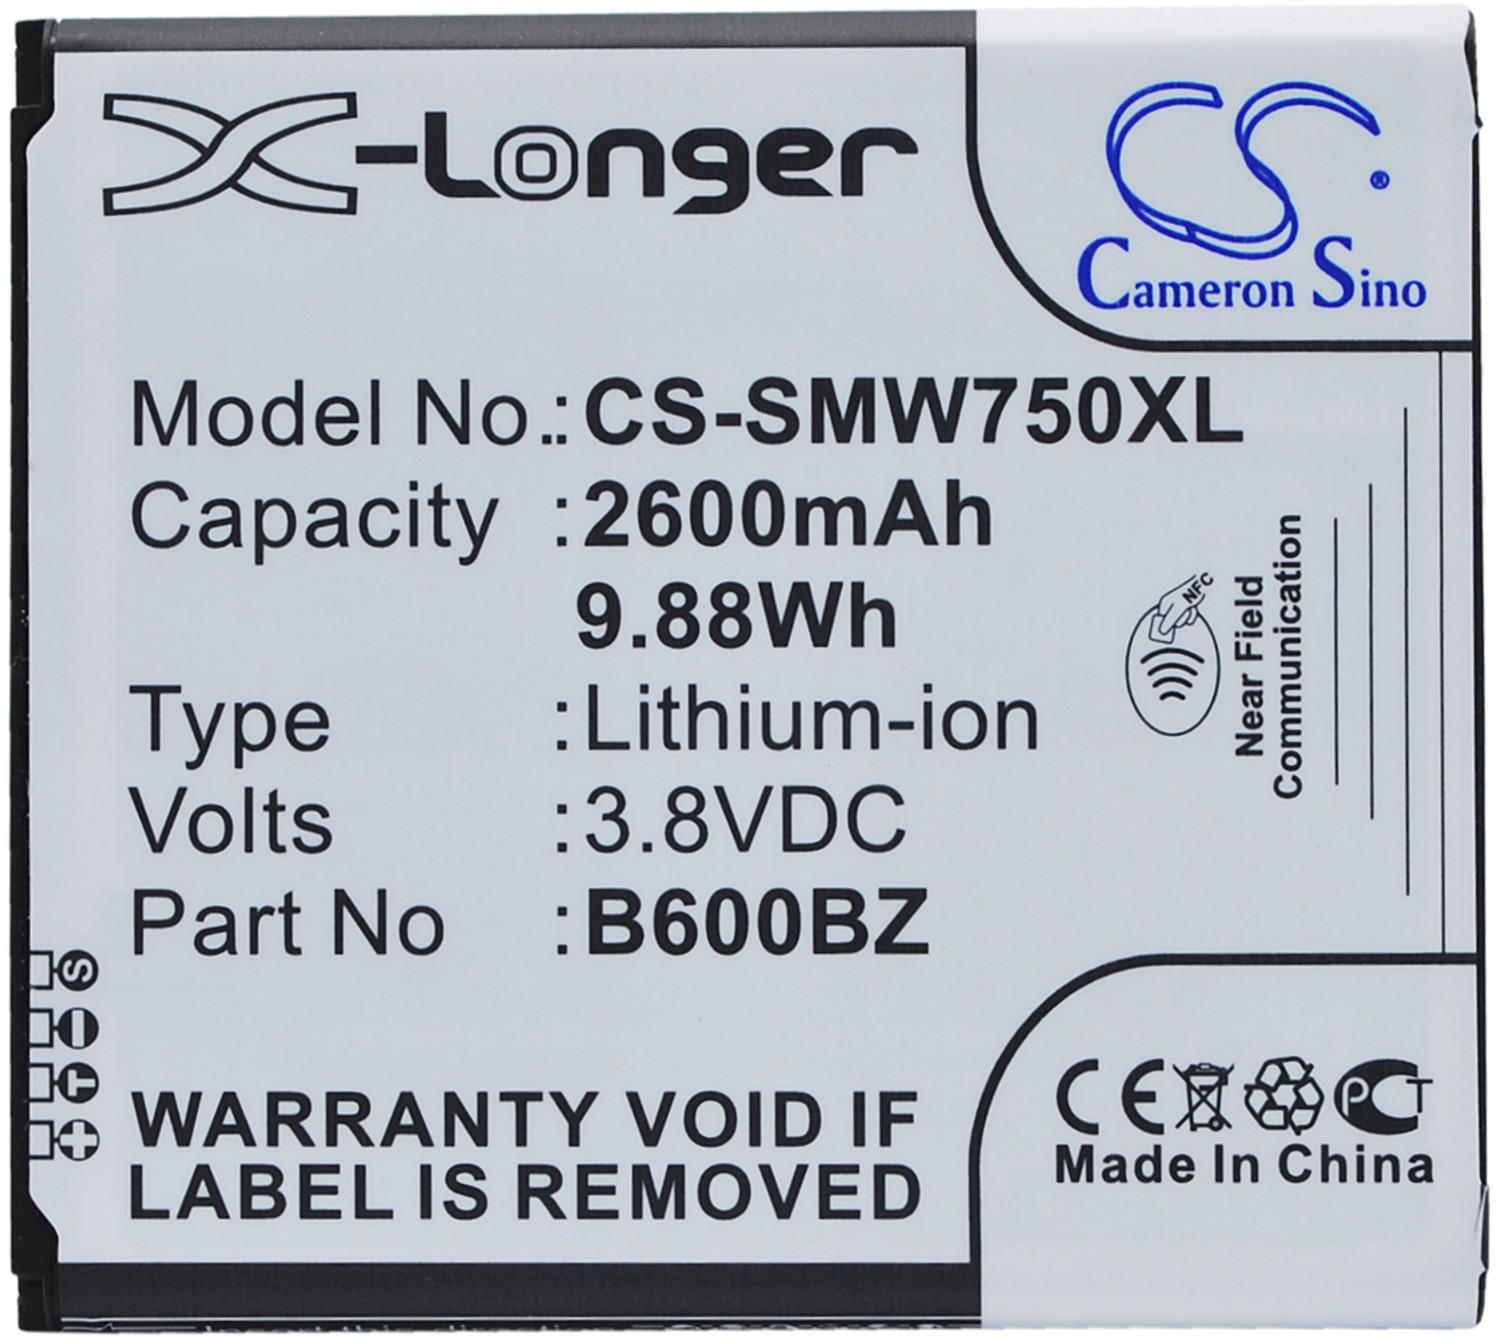 X-Longer
CS
®
Cameron Sino
Model No.: CS-SMW750XL
Capacity : 2600mAh
9.88Wh
Type : Lithium-ion
Volts : 3.8VDC
Part No : B600BZ
NFC
Near Field
Communication
S
-
T
+
WARRANTY VOID IF
LABEL IS REMOVED
CE PCT
Made In China